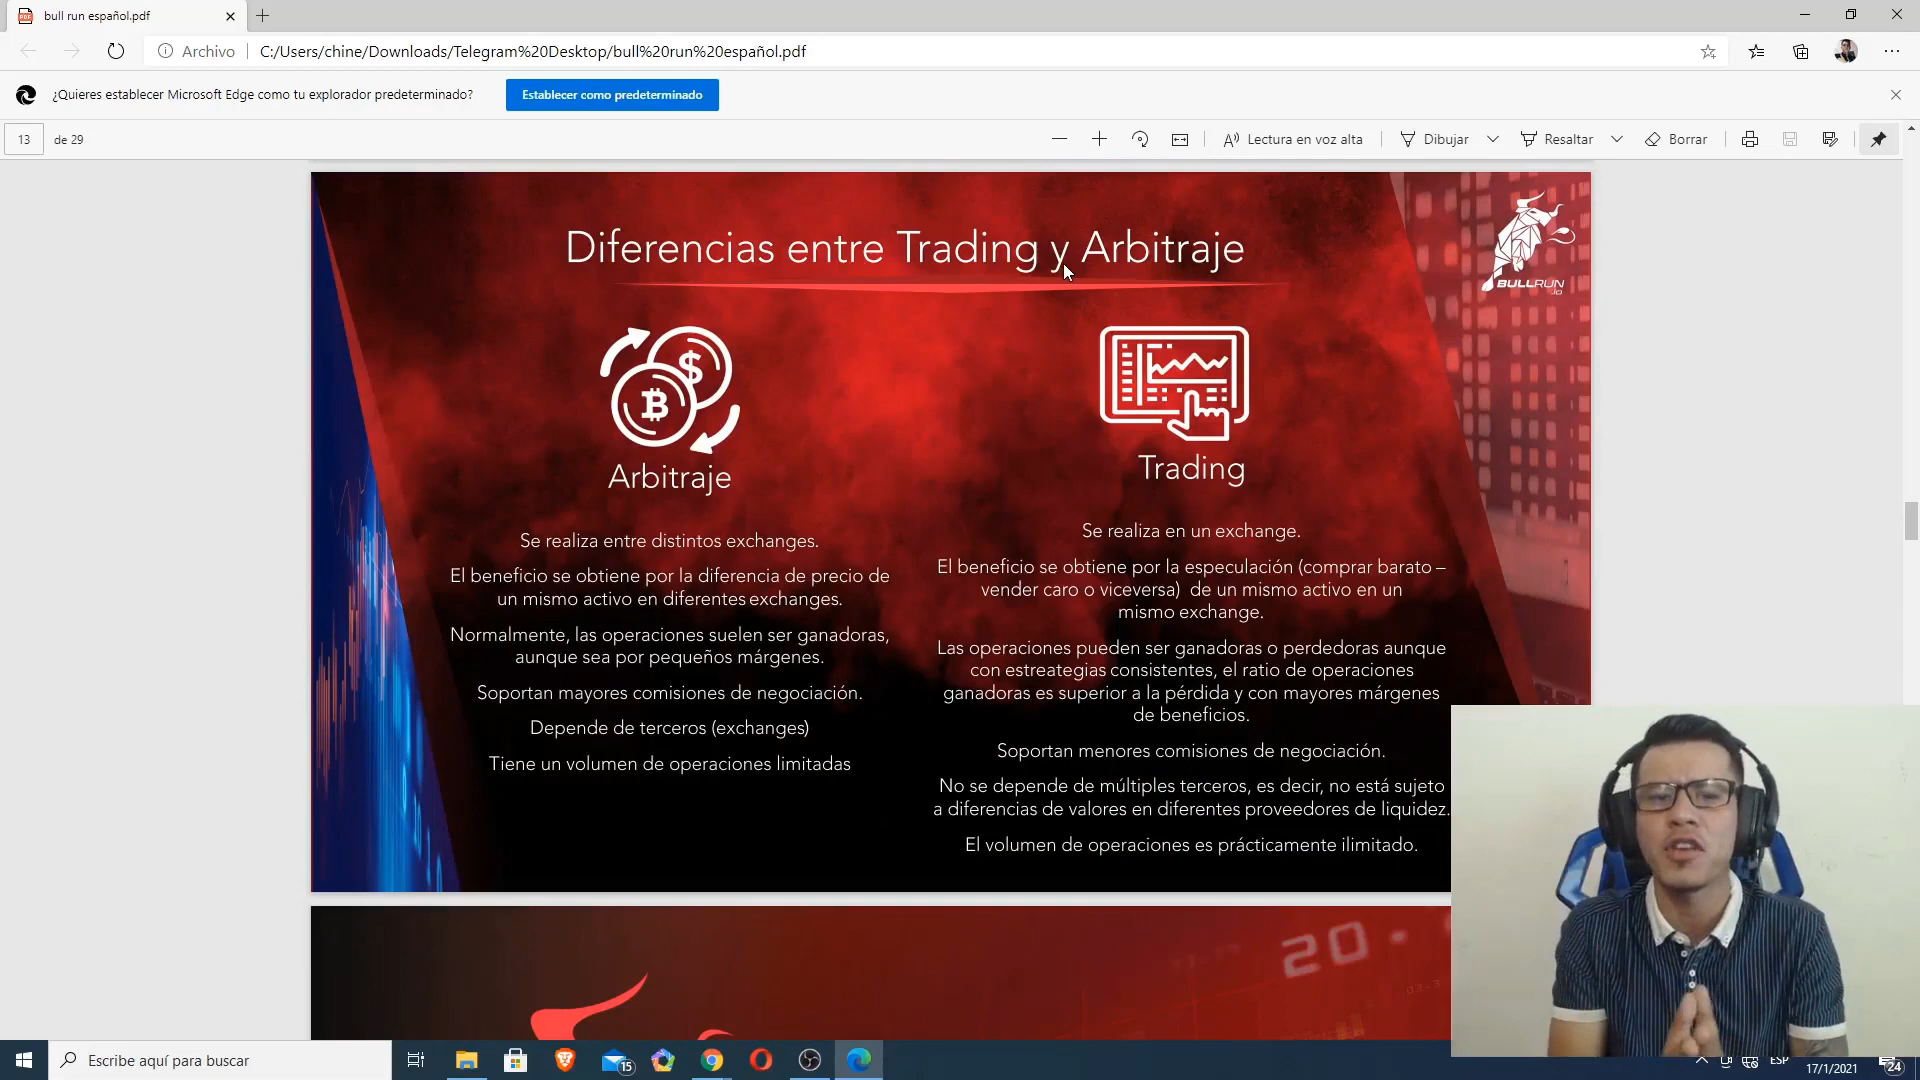 bull run español.pdf
Archivo
C:/Users/chine/Downloads/Telegram%20Desktop/bull%20run%20español.pdf
¿Quieres establecer Microsoft Edge como tu explorador predeterminado?
Establecer como predeterminado
13 de 29
Lectura en voz alta
Dibujar
Resaltar
Borrar
Diferencias entre Trading y Arbitraje
BULLRUN
.io
Arbitraje
Se realiza entre distintos exchanges.
El beneficio se obtiene por la diferencia de precio de
un mismo activo en diferentes exchanges.
Normalmente, las operaciones suelen ser ganadoras,
aunque sea por pequeños márgenes.
Soportan mayores comisiones de negociación.
Depende de terceros (exchanges)
Tiene un volumen de operaciones limitadas
Trading
Se realiza en un exchange.
El beneficio se obtiene por la especulación (comprar barato –
vender caro o viceversa) de un mismo activo en un
mismo exchange.
Las operaciones pueden ser ganadoras o perdedoras aunque
con estreategias consistentes, el ratio de operaciones
ganadoras es superior a la pérdida y con mayores márgenes
de beneficios.
Soportan menores comisiones de negociación.
No se depende de múltiples terceros, es decir, no está sujeto
a diferencias de valores en diferentes proveedores de liquidez.
El volumen de operaciones es prácticamente ilimitado.
20
Escribe aquí para buscar
15
ESP
17/1/2021
24